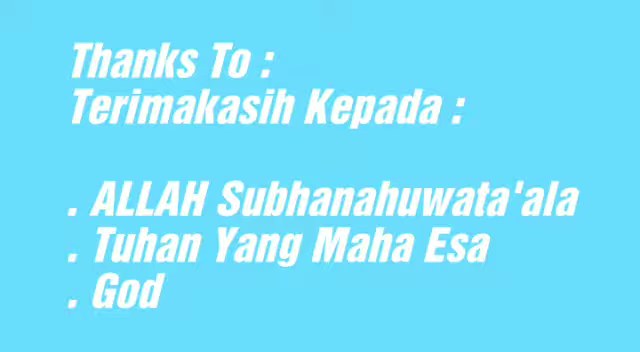 Thanks To :
Terimakasih Kepada :
. ALLAH Subhanahuwata'ala
. Tuhan Yang Maha Esa
. God